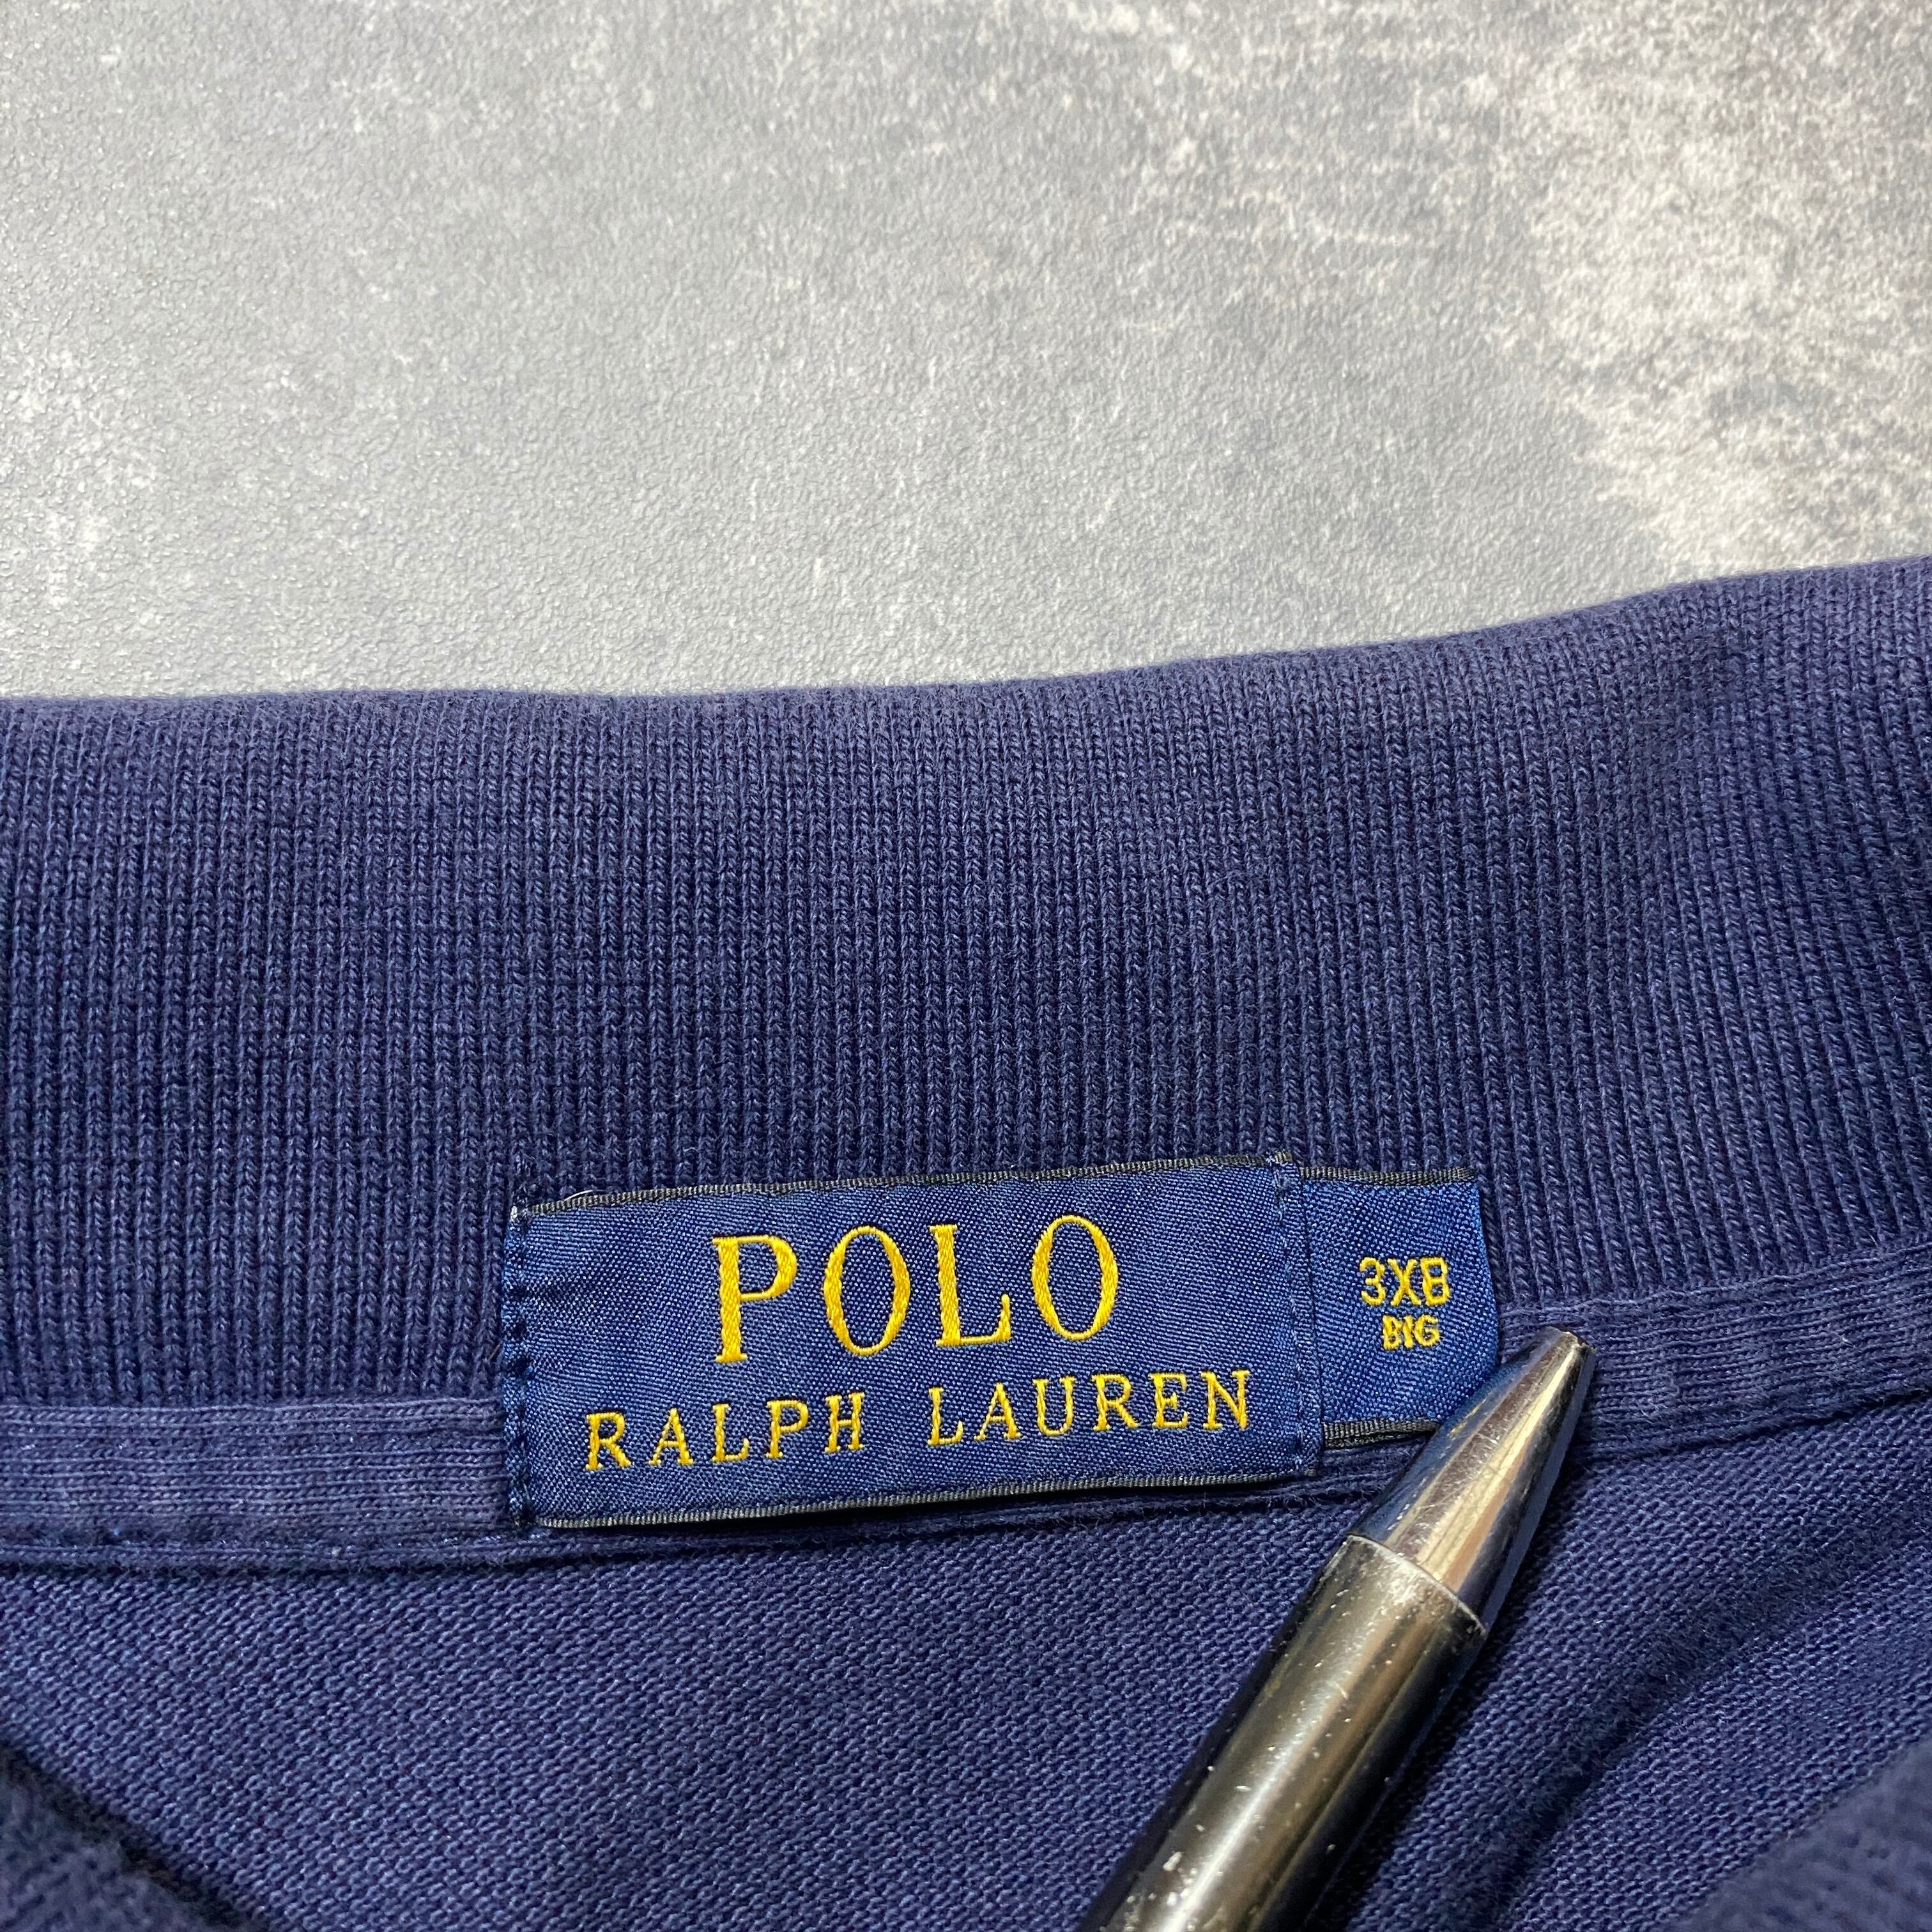 POLO
RALPH LAUREN
3XB
BIG